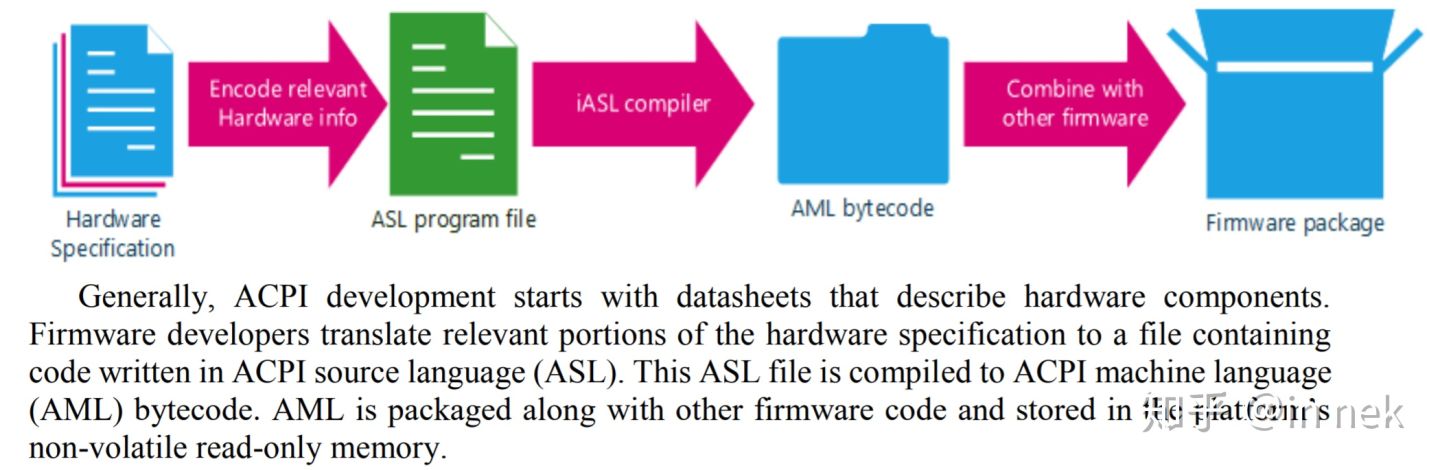 Encode relevant
Hardware info
iASL compiler
Combine with
other firmware
Hardware
Specification
ASL program file
AML bytecode
Firmware package
Generally, ACPI development starts with datasheets that describe hardware components.
Firmware developers translate relevant portions of the hardware specification to a file containing
code written in ACPI source language (ASL). This ASL file is compiled to ACPI machine language
(AML) bytecode. AML is packaged along with other firmware code and stored in the platform's
non-volatile read-only memory.
知乎